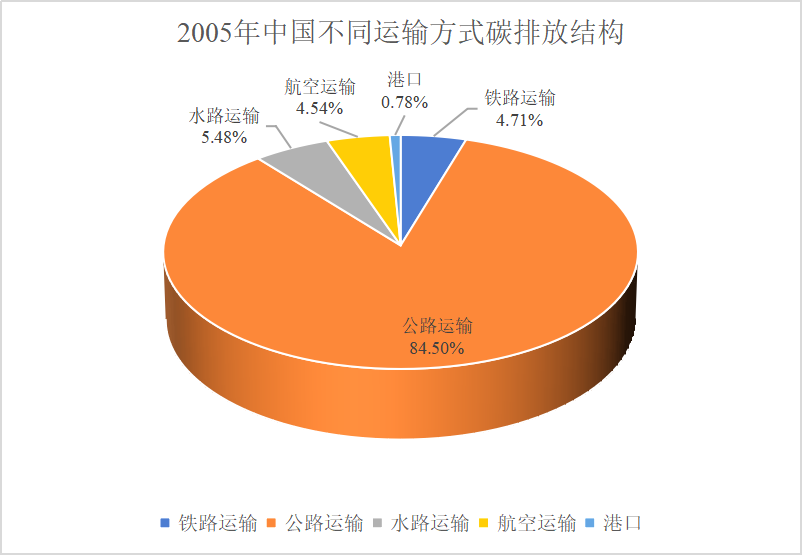 2005年中国不同运输方式碳排放结构
港口
0.78%
航空运输
4.54%
铁路运输
4.71%
水路运输
5.48%
公路运输
84.50%
铁路运输 公路运输 水路运输 航空运输 港口